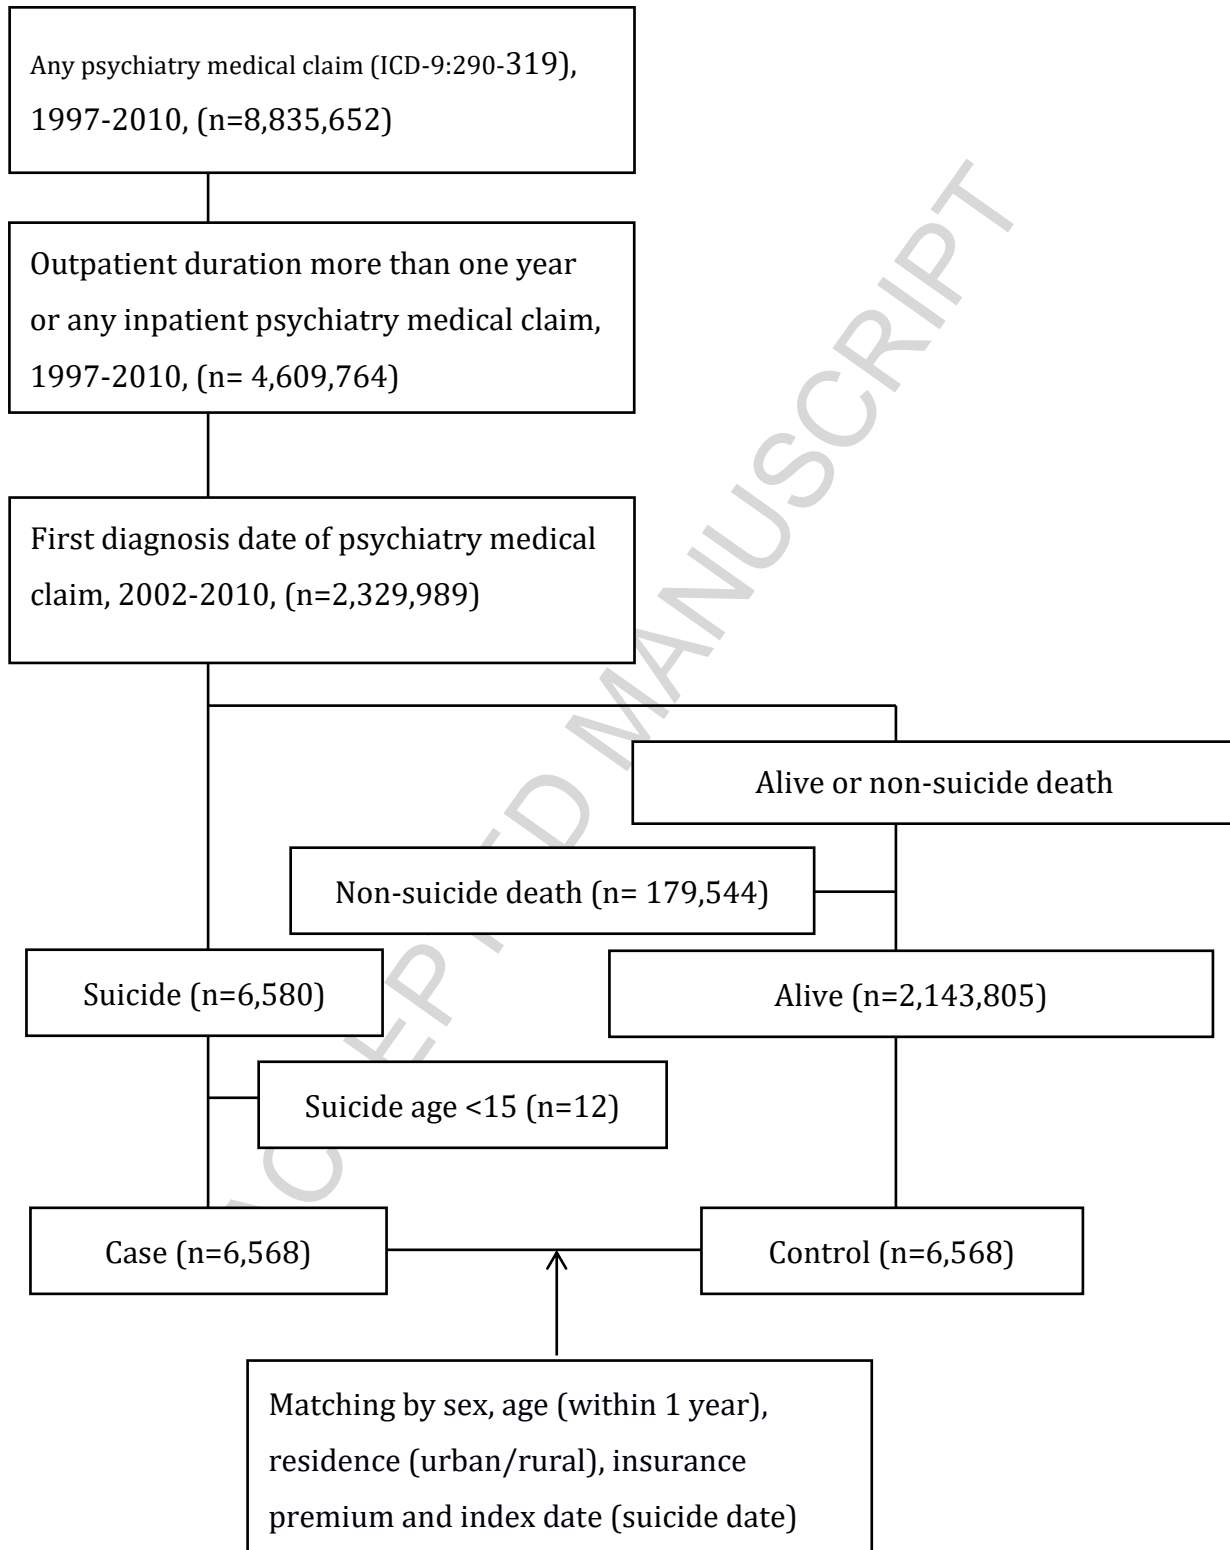 Any psychiatry medical claim (ICD-9:290-319),
1997-2010, (n=8,835,652)
Outpatient duration more than one year
or any inpatient psychiatry medical claim,
1997-2010, (n= 4,609,764)
First diagnosis date of psychiatry medical
claim, 2002-2010, (n=2,329,989)
Alive or non-suicide death
Non-suicide death (n= 179,544)
Suicide (n=6,580)
Alive (n=2,143,805)
Suicide age <15 (n=12)
Case (n=6,568)
Control (n=6,568)
Matching by sex, age (within 1 year),
residence (urban/rural), insurance
premium and index date (suicide date)
ACCEPTED MANUSCRIPT